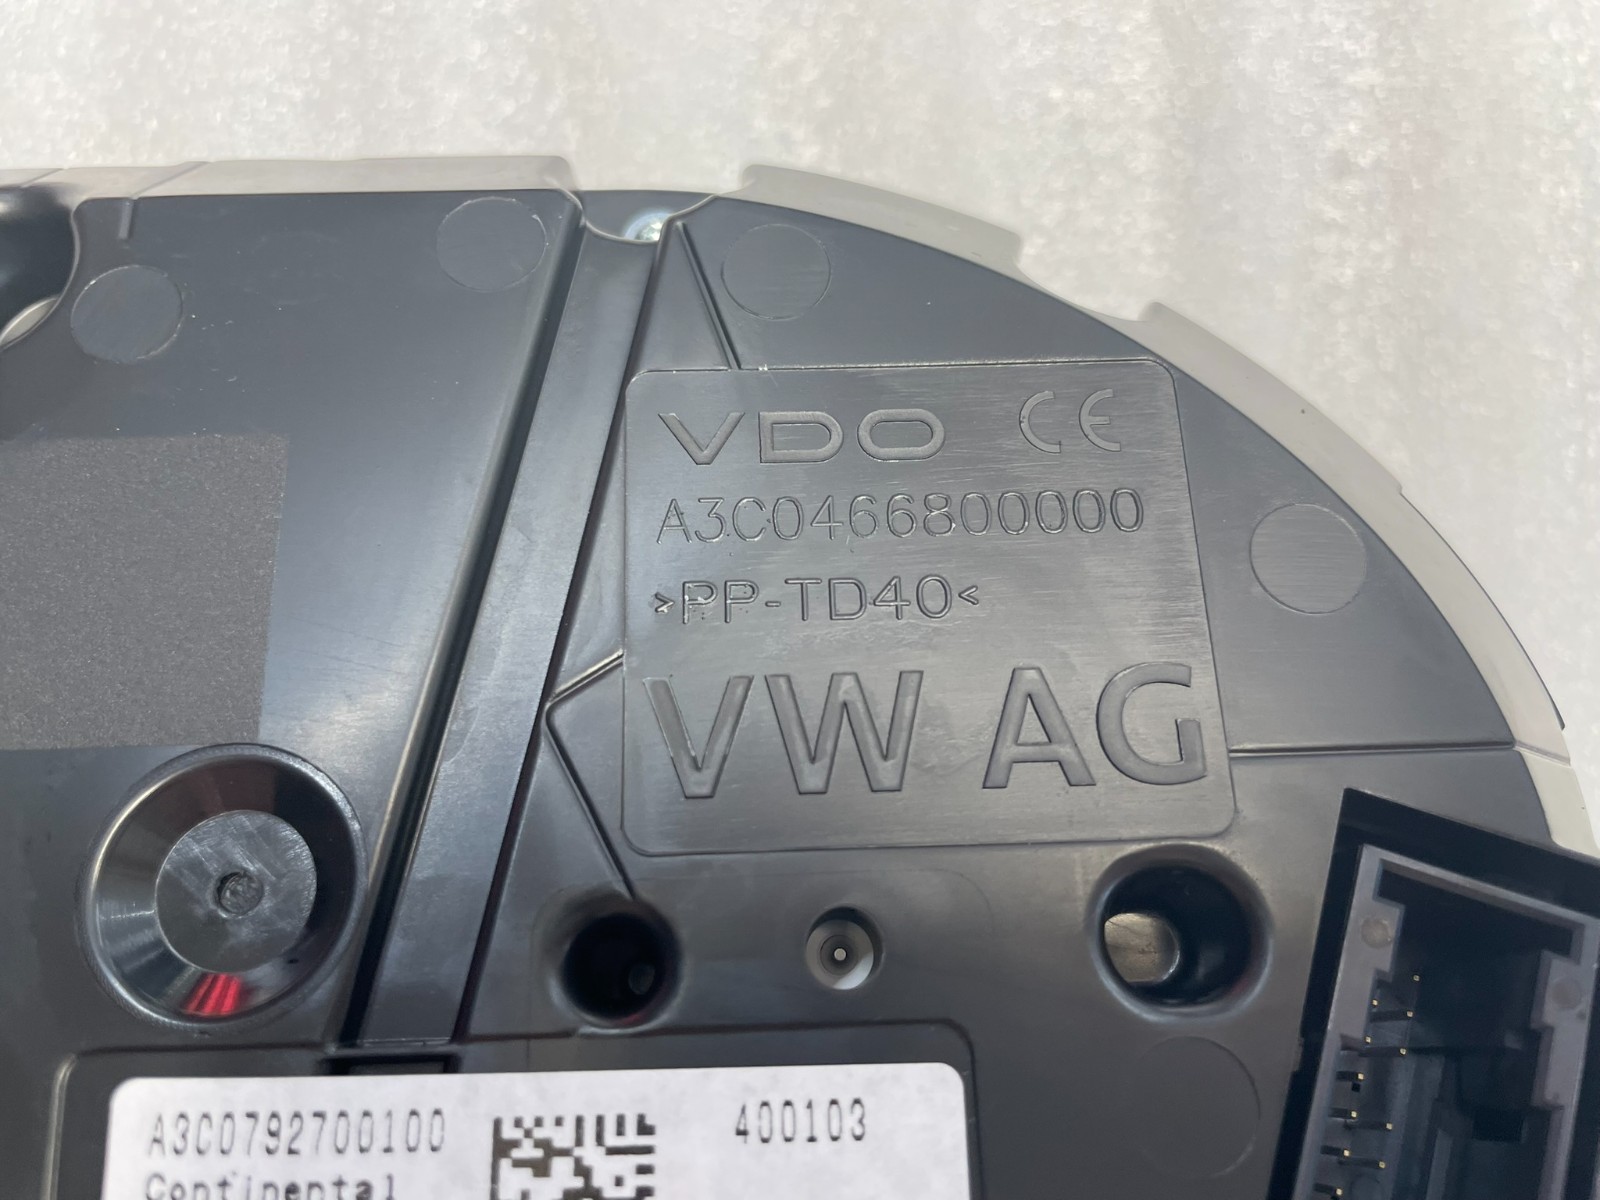 VDO CE
A3C0466800000
>PP-TD40<
VW AG
A3C0792700100
400103
Continental